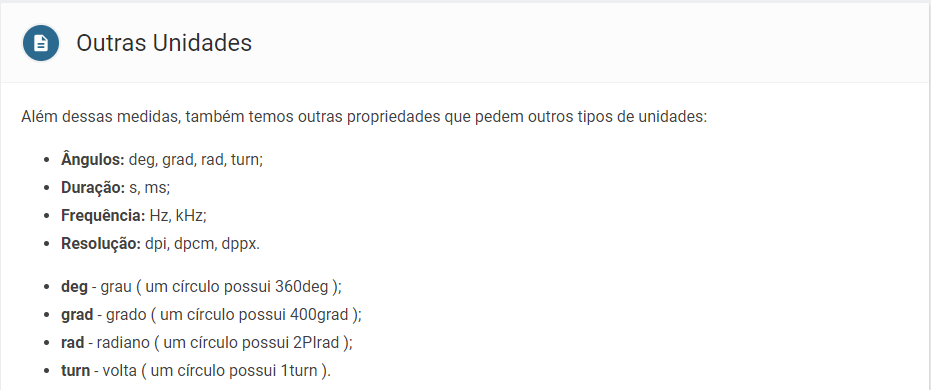 Outras Unidades
Além dessas medidas, também temos outras propriedades que pedem outros tipos de unidades:
• Ângulos: deg, grad, rad, turn;
• Duração: s, ms;
• Frequência: Hz, kHz;
• Resolução: dpi, dpcm, dppx.
• deg - grau ( um círculo possui 360deg );
• grad - grado ( um círculo possui 400grad );
• rad - radiano ( um círculo possui 2PIrad );
• turn - volta ( um círculo possui 1turn ).